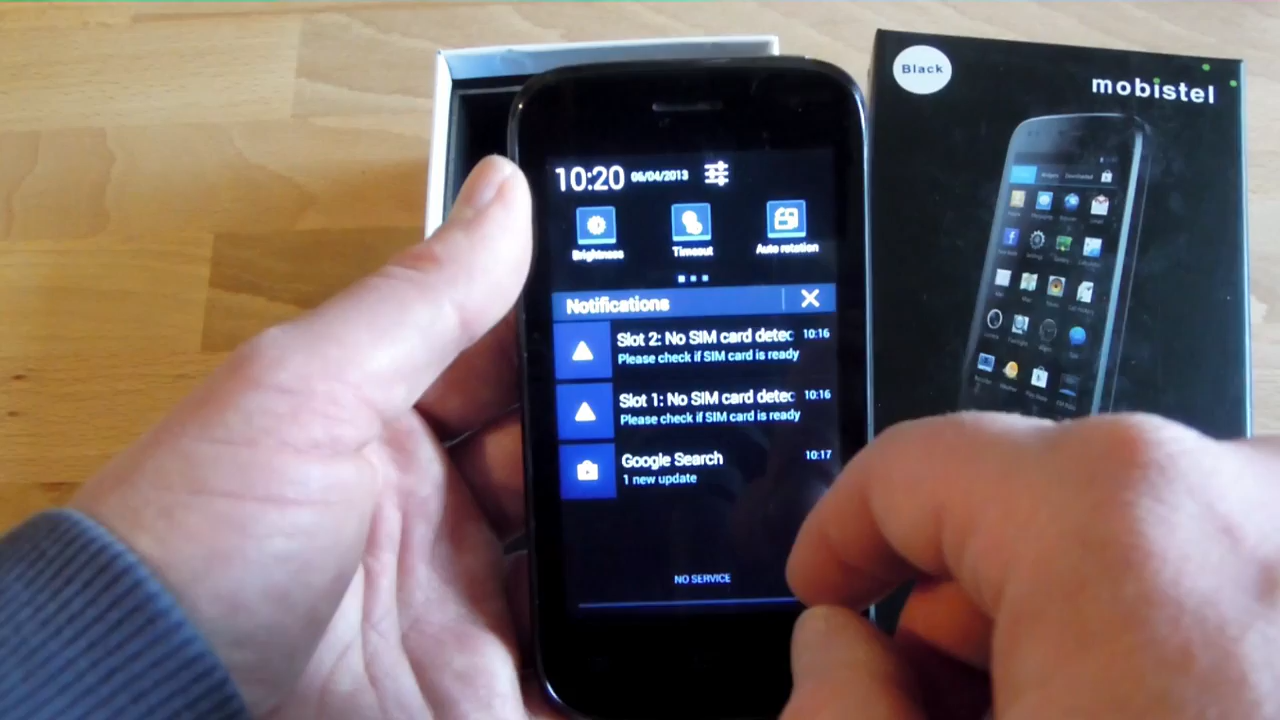 Black
mobistel
10:20 06/04/2013
Brightness
Timeout
Auto rotation
Notifications
Slot 2: No SIM card detec 10:16
Please check if SIM card is ready
Slot 1: No SIM card detec 10:16
Please check if SIM card is ready
Google Search 10:17
1 new update
NO SERVICE